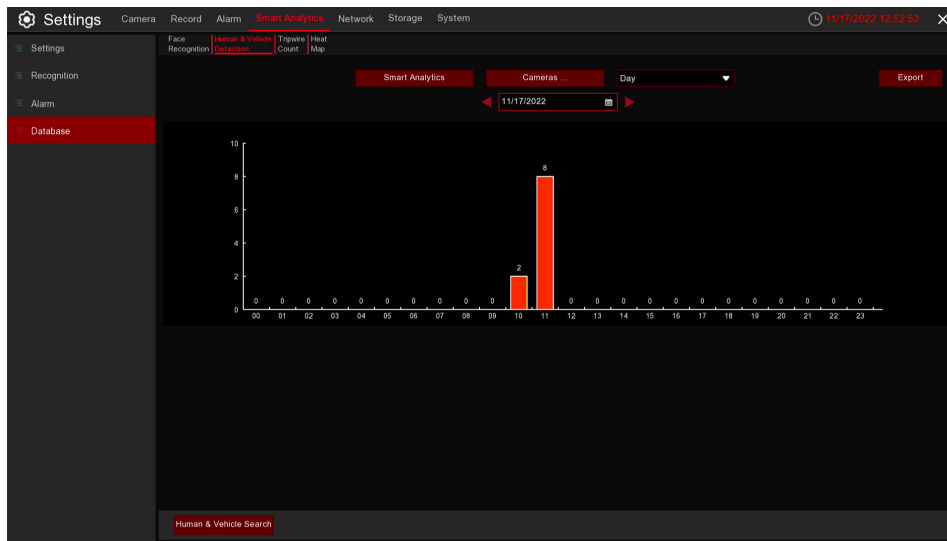 Settings Camera Record Alarm Smart Analytics Network Storage System 11/17/2022 12:52:53
Settings
Recognition
Alarm
Database
Face Recognition Human & Vehicle Detection Tripwire Count Heat Map
Smart Analytics Cameras ... Day Export
11/17/2022
10
8
6
4
2
0
0 0 0 0 0 0 0 0 0 0 2 8 0 0 0 0 0 0 0 0 0 0 0 0
00 01 02 03 04 05 06 07 08 09 10 11 12 13 14 15 16 17 18 19 20 21 22 23
Human & Vehicle Search